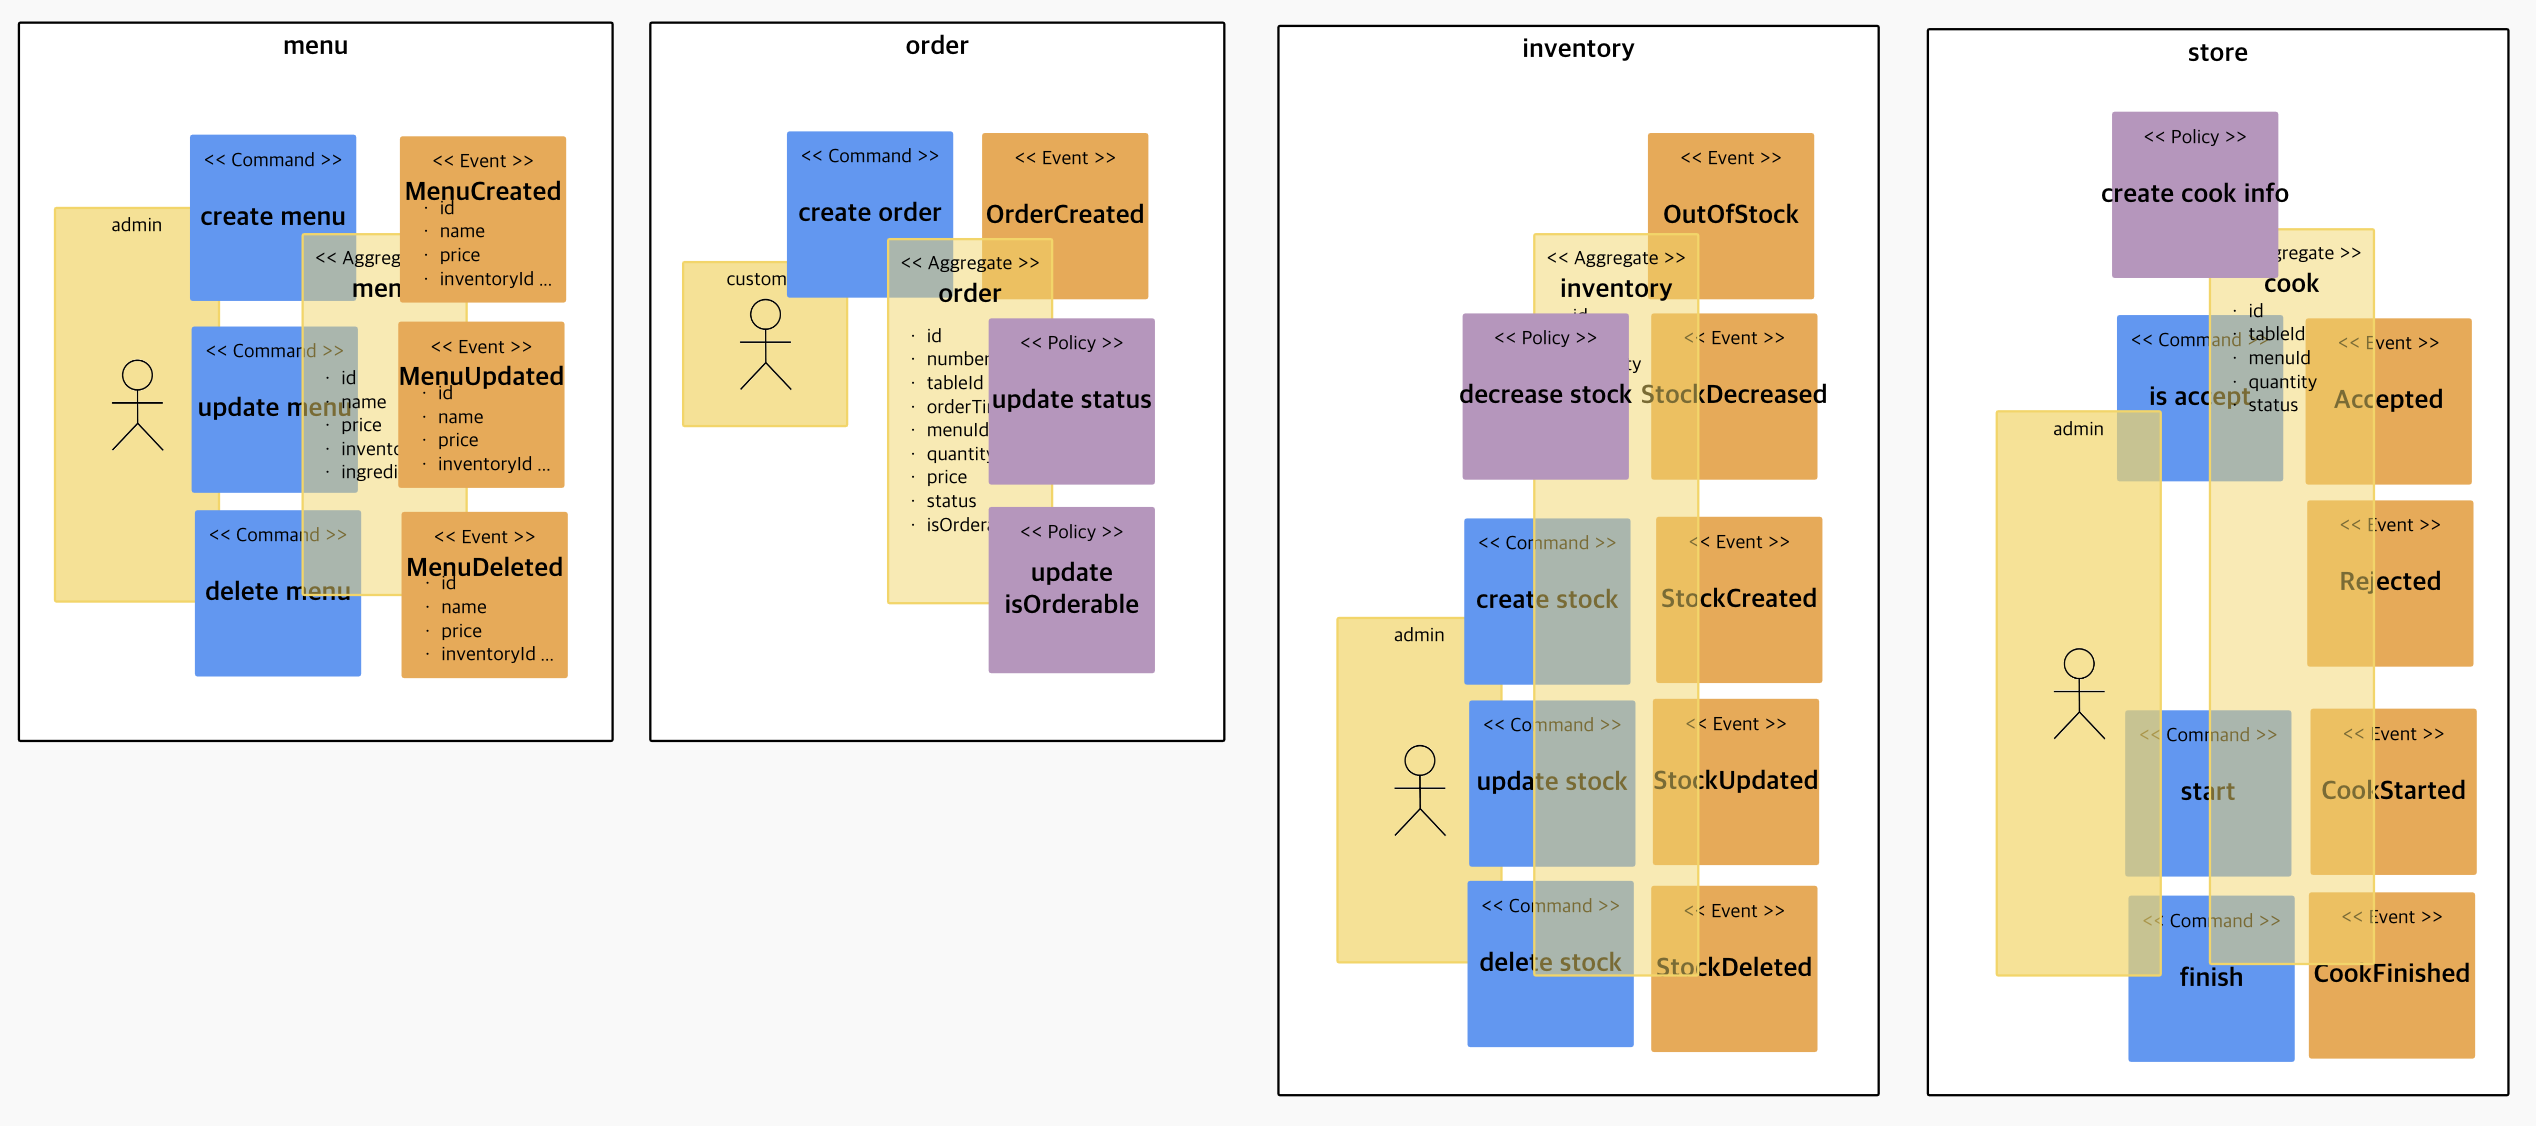 menu
admin
<< Command >>
create menu
<< Command >>
update menu
<< Command >>
delete menu
<< Aggreg
men
· id
· name
· price
· invento
· ingredi
<< Event >>
MenuCreated
· id
· name
· price
· inventoryId ...
<< Event >>
MenuUpdated
· id
· name
· price
· inventoryId ...
<< Event >>
MenuDeleted
· id
· name
· price
· inventoryId ...
order
custom
<< Command >>
create order
<< Event >>
OrderCreated
<< Aggregate >>
order
· id
· number
· tableId
· orderTi
· menuId
· quantity
· price
· status
· isOrdera
<< Policy >>
update status
<< Policy >>
update
isOrderable
inventory
<< Event >>
OutOfStock
<< Aggregate >>
inventory
id
ty
<< Policy >>
decrease stock
<< Event >>
StockDecreased
<< Command >>
create stock
<< Event >>
StockCreated
admin
<< Command >>
update stock
<< Event >>
StockUpdated
<< Command >>
delete stock
<< Event >>
StockDeleted
store
<< Policy >>
create cook info
gregate >>
cook
· id
· tableId
· menuId
· quantity
· status
<< Command >>
is accept
<< Event >>
Accepted
admin
<< Event >>
Rejected
<< Command >>
start
<< Event >>
CookStarted
<< Command >>
finish
<< Event >>
CookFinished